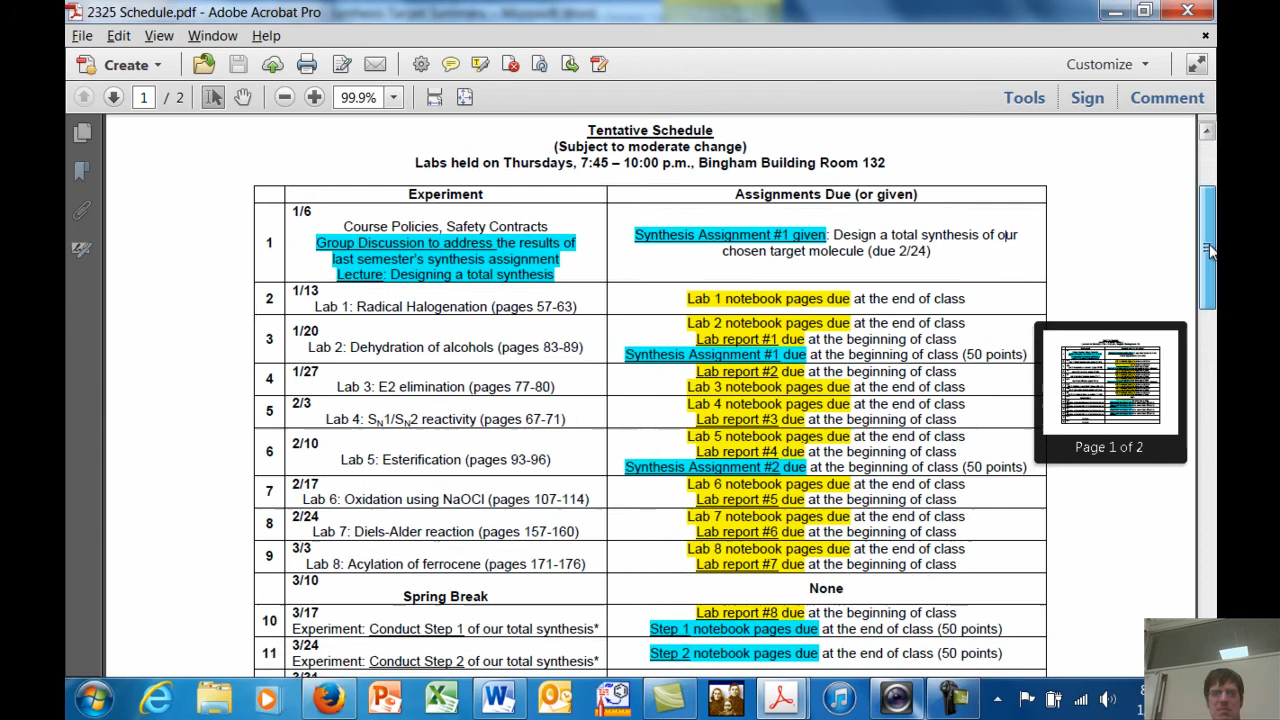 2325 Schedule.pdf - Adobe Acrobat Pro
File Edit View Window Help
Create Customize
1 / 2 99.9% Tools Sign Comment
Tentative Schedule
(Subject to moderate change)
Labs held on Thursdays, 7:45 – 10:00 p.m., Bingham Building Room 132
Experiment Assignments Due (or given)
1
1/6
Course Policies, Safety Contracts
Group Discussion to address the results of
last semester's synthesis assignment
Lecture: Designing a total synthesis
Synthesis Assignment #1 given: Design a total synthesis of our
chosen target molecule (due 2/24)
2
1/13
Lab 1: Radical Halogenation (pages 57-63)
Lab 1 notebook pages due at the end of class
3
1/20
Lab 2: Dehydration of alcohols (pages 83-89)
Lab 2 notebook pages due at the end of class
Lab report #1 due at the beginning of class
Synthesis Assignment #1 due at the beginning of class (50 points)
4
1/27
Lab 3: E2 elimination (pages 77-80)
Lab report #2 due at the beginning of class
Lab 3 notebook pages due at the end of class
5
2/3
Lab 4: SN1/SN2 reactivity (pages 67-71)
Lab 4 notebook pages due at the end of class
Lab report #3 due at the beginning of class
6
2/10
Lab 5: Esterification (pages 93-96)
Lab 5 notebook pages due at the end of class
Lab report #4 due at the beginning of class
Synthesis Assignment #2 due at the beginning of class (50 points)
7
2/17
Lab 6: Oxidation using NaOCl (pages 107-114)
Lab 6 notebook pages due at the end of class
Lab report #5 due at the beginning of class
8
2/24
Lab 7: Diels-Alder reaction (pages 157-160)
Lab 7 notebook pages due at the end of class
Lab report #6 due at the beginning of class
9
3/3
Lab 8: Acylation of ferrocene (pages 171-176)
Lab 8 notebook pages due at the end of class
Lab report #7 due at the beginning of class
3/10
Spring Break
None
10
3/17
Experiment: Conduct Step 1 of our total synthesis*
Lab report #8 due at the beginning of class
Step 1 notebook pages due at the end of class (50 points)
11
3/24
Experiment: Conduct Step 2 of our total synthesis*
Step 2 notebook pages due at the end of class (50 points)
Page 1 of 2